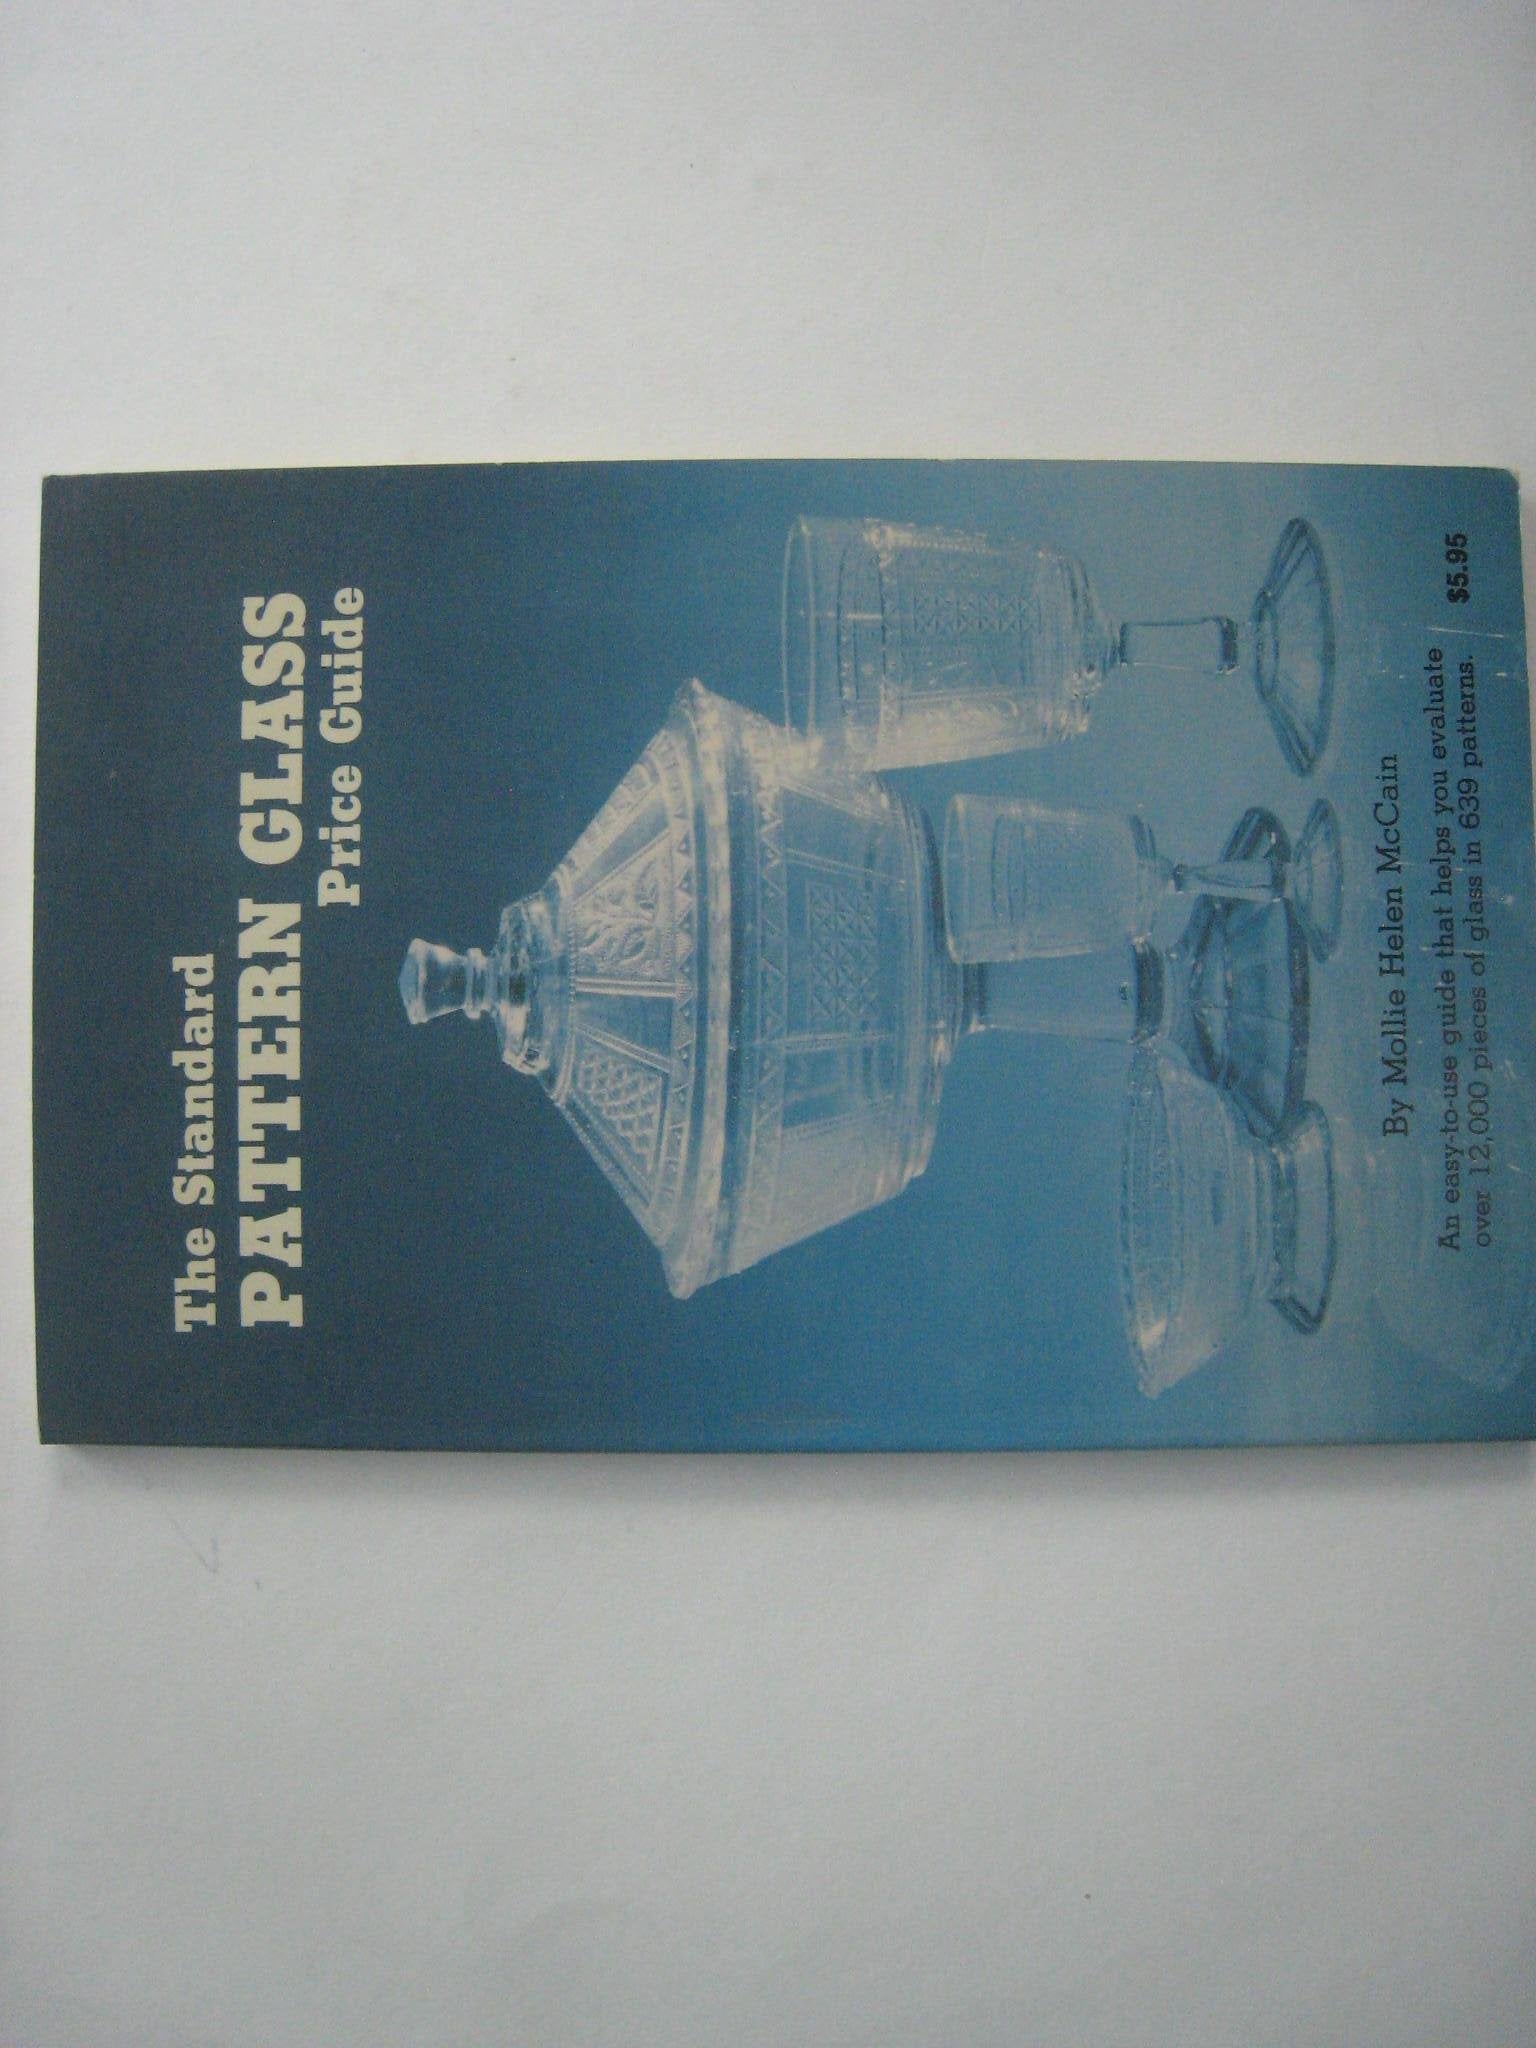 The Standard
PATTERN GLASS
Price Guide
By Mollie Helen McCain
An easy-to-use guide that helps you evaluate
over 12,000 pieces of glass in 639 patterns.
$5.95